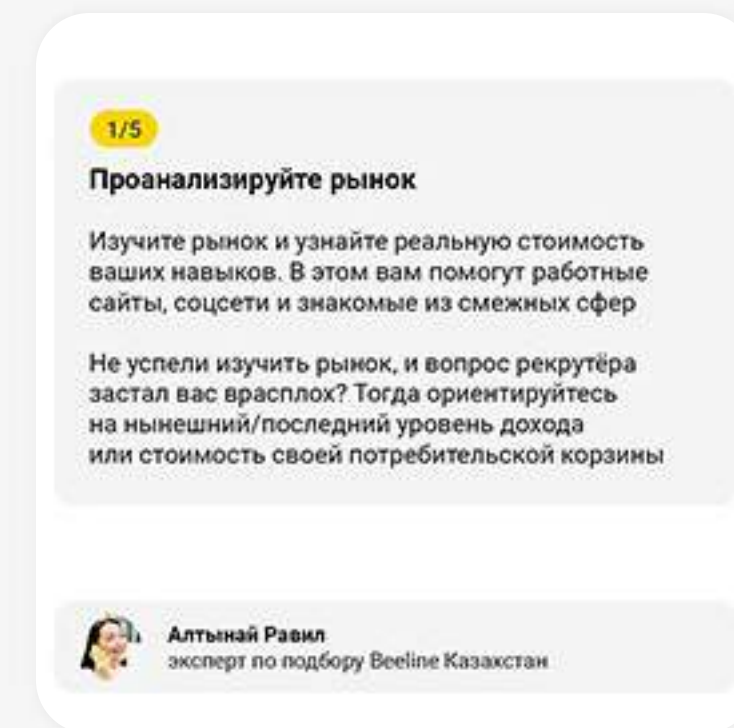 1/5
Проанализируйте рынок
Изучите рынок и узнайте реальную стоимость
ваших навыков. В этом вам помогут работные
сайты, соцсети и знакомые из смежных сфер
Не успели изучить рынок, и вопрос рекрутёра
застал вас врасплох? Тогда ориентируйтесь
на нынешний/последний уровень дохода
или стоимость своей потребительской корзины
Алтынай Равил
эксперт по подбору Beeline Казахстан